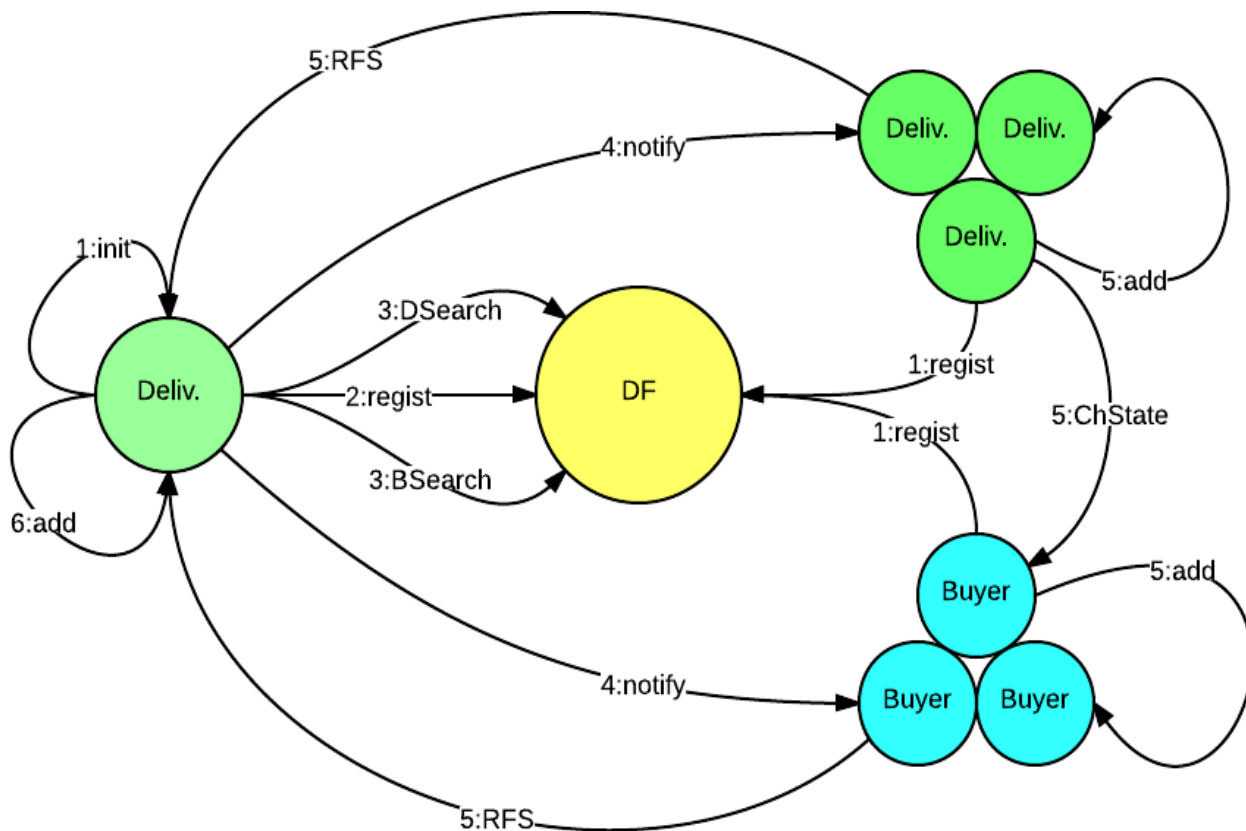 5:RFS
Deliv.
Deliv.
4:notify
1:init
Deliv.
5:add
3:DSearch
1:regist
Deliv.
DF
2:regist
5:ChState
1:regist
3:BSearch
6:add
5:add
Buyer
4:notify
Buyer
Buyer
5:RFS